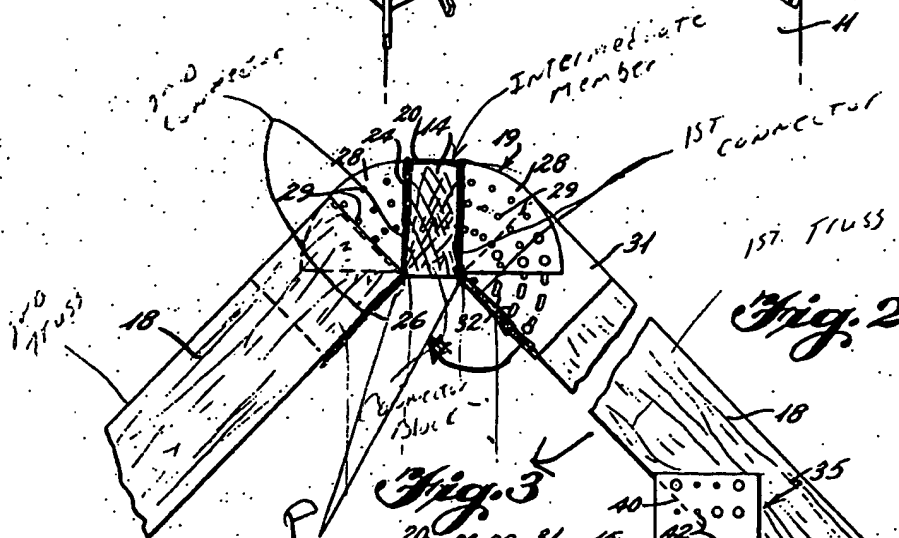 11
Intermediate
member
2nd
Connector
20
24
14
19
1ST
CONNECTOR
28
28
29
29
31
1ST. Truss
2nd
Truss
18
26
32
Fig. 2
Connector
Block
18
Fig. 3
35
40
P